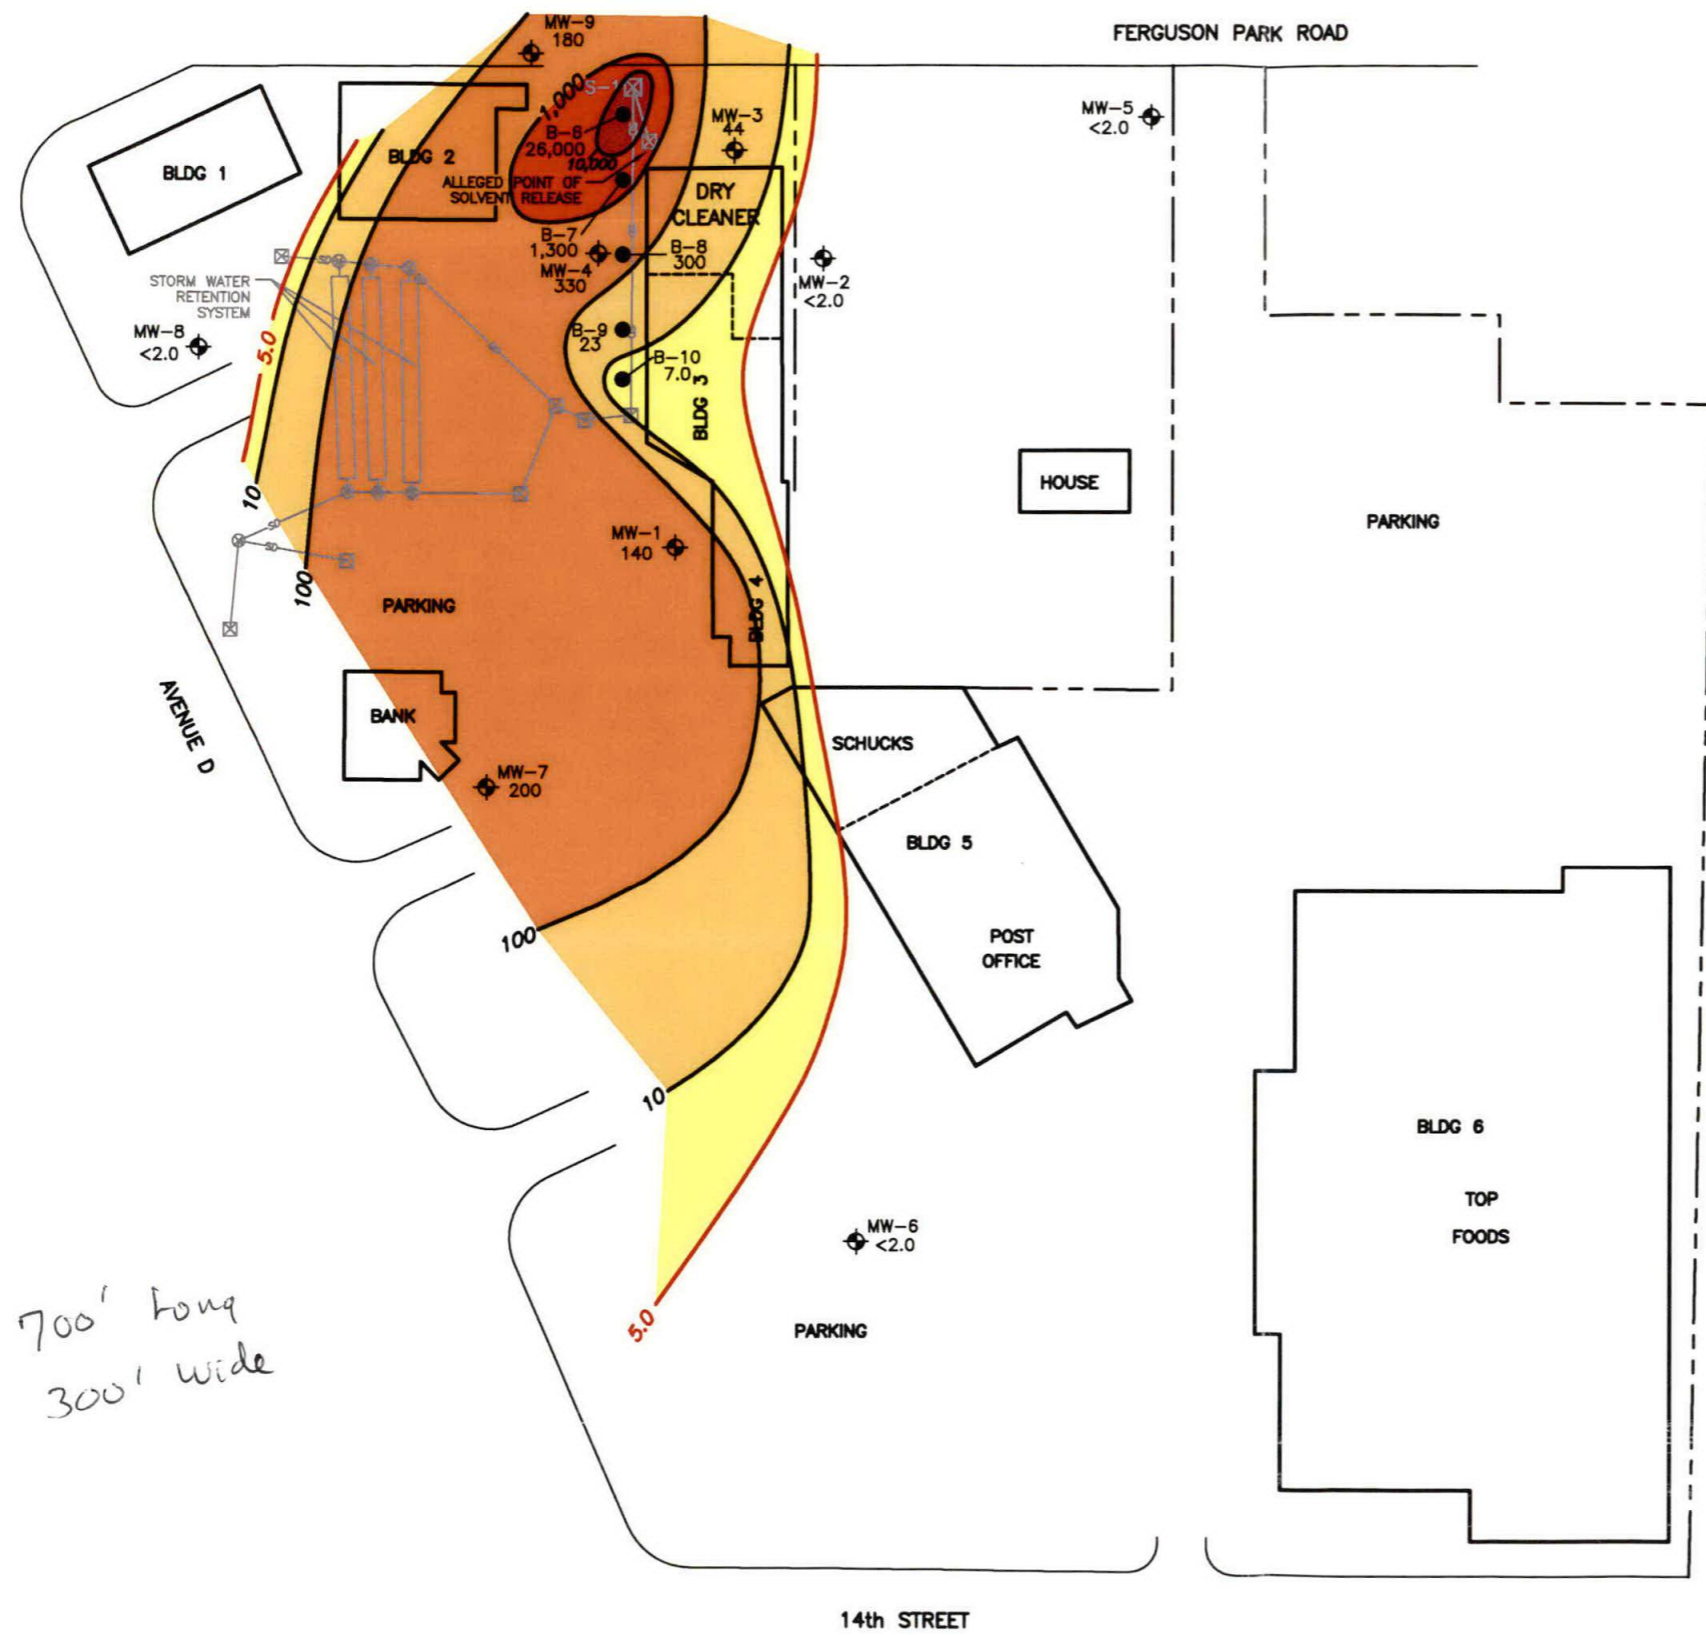 FERGUSON PARK ROAD
MW-9
180
1,000
S-1
B-6
26,000
10,000
ALLEGED POINT OF
SOLVENT RELEASE
MW-3
44
MW-5
<2.0
BLDG 1
BLDG 2
DRY
CLEANER
B-7
1,300
MW-4
330
B-8
300
MW-2
<2.0
STORM WATER
RETENTION
SYSTEM
SD
MW-8
<2.0
5.0
B-9
23
B-10
7.0
BLDG 3
HOUSE
PARKING
10
SD
SD
100
MW-1
140
BLDG 4
PARKING
AVENUE D
BANK
SCHUCKS
MW-7
200
BLDG 5
POST
OFFICE
100
10
BLDG 6
TOP
FOODS
MW-6
<2.0
5.0
PARKING
700' Long
300' wide
14th STREET